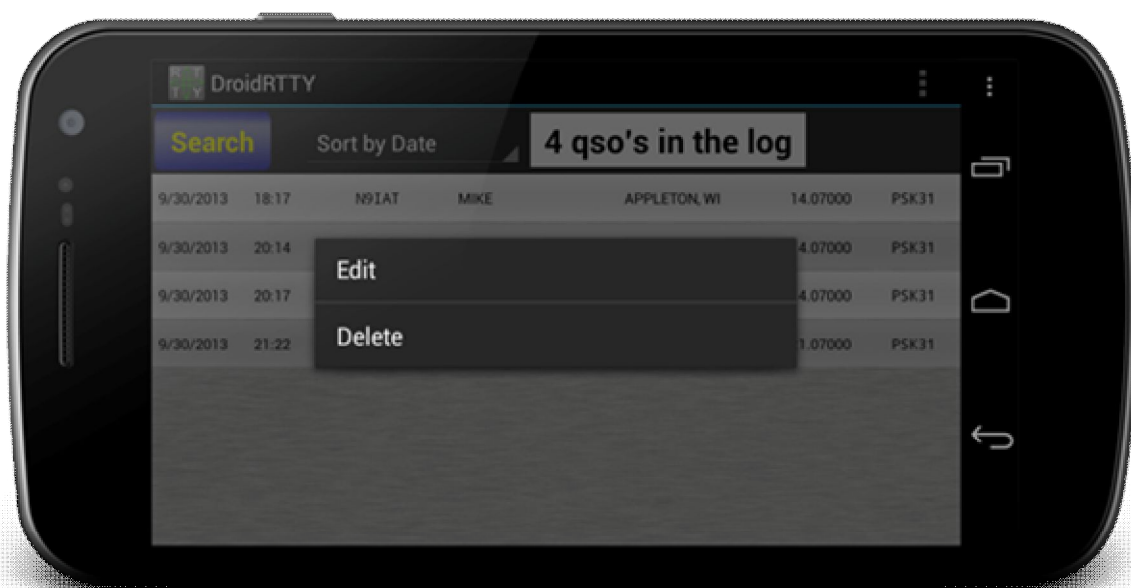 R T
T Y
DroidRTTY
Search
Sort by Date
4 qso's in the log
9/30/2013 18:17 N9IAT MIKE APPLETON, WI 14.07000 PSK31
9/30/2013 20:14 4.07000 PSK31
Edit
9/30/2013 20:17 4.07000 PSK31
Delete
9/30/2013 21:22 1.07000 PSK31